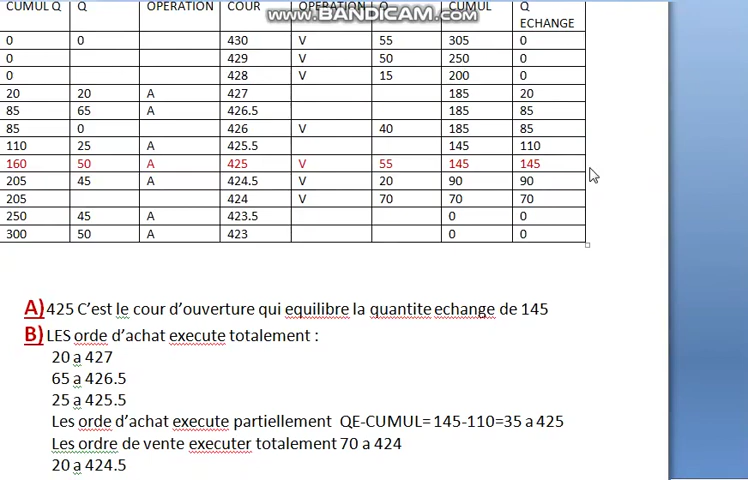 CUMUL Q Q OPERATION COUR OPERATION Q CUMUL Q ECHANGE
www.BANDICAM.com
0 0 430 V 55 305 0
0 429 V 50 250 0
0 428 V 15 200 0
20 20 A 427 185 20
85 65 A 426.5 185 85
85 0 426 V 40 185 85
110 25 A 425.5 145 110
160 50 A 425 V 55 145 145
205 45 A 424.5 V 20 90 90
205 424 V 70 70 70
250 45 A 423.5 0 0
300 50 A 423 0 0
A) 425 C'est le cour d'ouverture qui equilibre la quantite echange de 145
B) LES orde d'achat execute totalement :
20 a 427
65 a 426.5
25 a 425.5
Les orde d'achat execute partiellement QE-CUMUL= 145-110=35 a 425
Les ordre de vente executer totalement 70 a 424
20 a 424.5